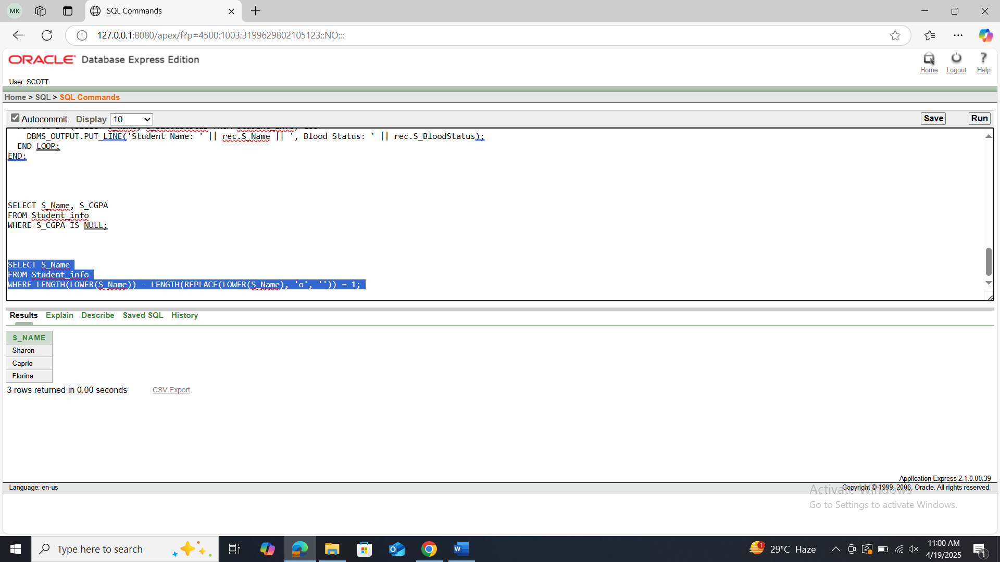 MK
SQL Commands
127.0.0.1:8080/apex/f?p=4500:1003:3199629802105123::NO:::
ORACLE Database Express Edition
Home Logout Help
User: SCOTT
Home > SQL > SQL Commands
Autocommit Display 10 Save Run
DBMS_OUTPUT.PUT_LINE('Student Name: ' || rec.S_Name || ', Blood Status: ' || rec.S_BloodStatus);
END LOOP;
END;
SELECT S_Name, S_CGPA
FROM Student_info
WHERE S_CGPA IS NULL;
SELECT S_Name
FROM Student_info
WHERE LENGTH(LOWER(S_Name)) - LENGTH(REPLACE(LOWER(S_Name), 'o', '')) = 1;
Results Explain Describe Saved SQL History
S_NAME
Sharon
Caprio
Florina
3 rows returned in 0.00 seconds CSV Export
Application Express 2.1.0.00.39
Language: en-us Copyright © 1999, 2006, Oracle. All rights reserved.
Activate Windows
Go to Settings to activate Windows.
Type here to search
1 29°C Haze
11:00 AM
4/19/2025
1